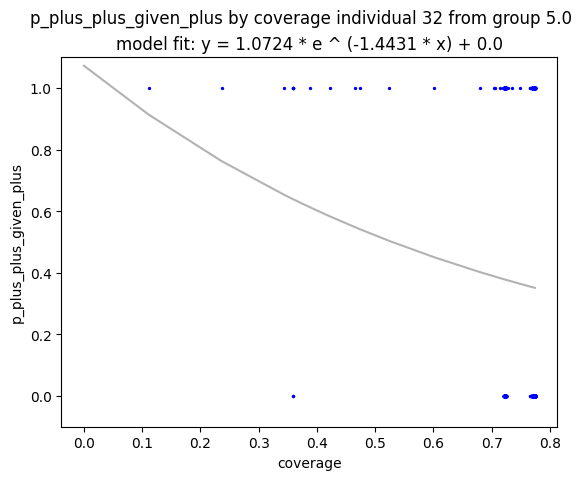 p_plus_plus_given_plus by coverage individual 32 from group 5.0
model fit: y = 1.0724 * e ^ (-1.4431 * x) + 0.0
p_plus_plus_given_plus
1.0
0.8
0.6
0.4
0.2
0.0
0.0 0.1 0.2 0.3 0.4 0.5 0.6 0.7 0.8
coverage